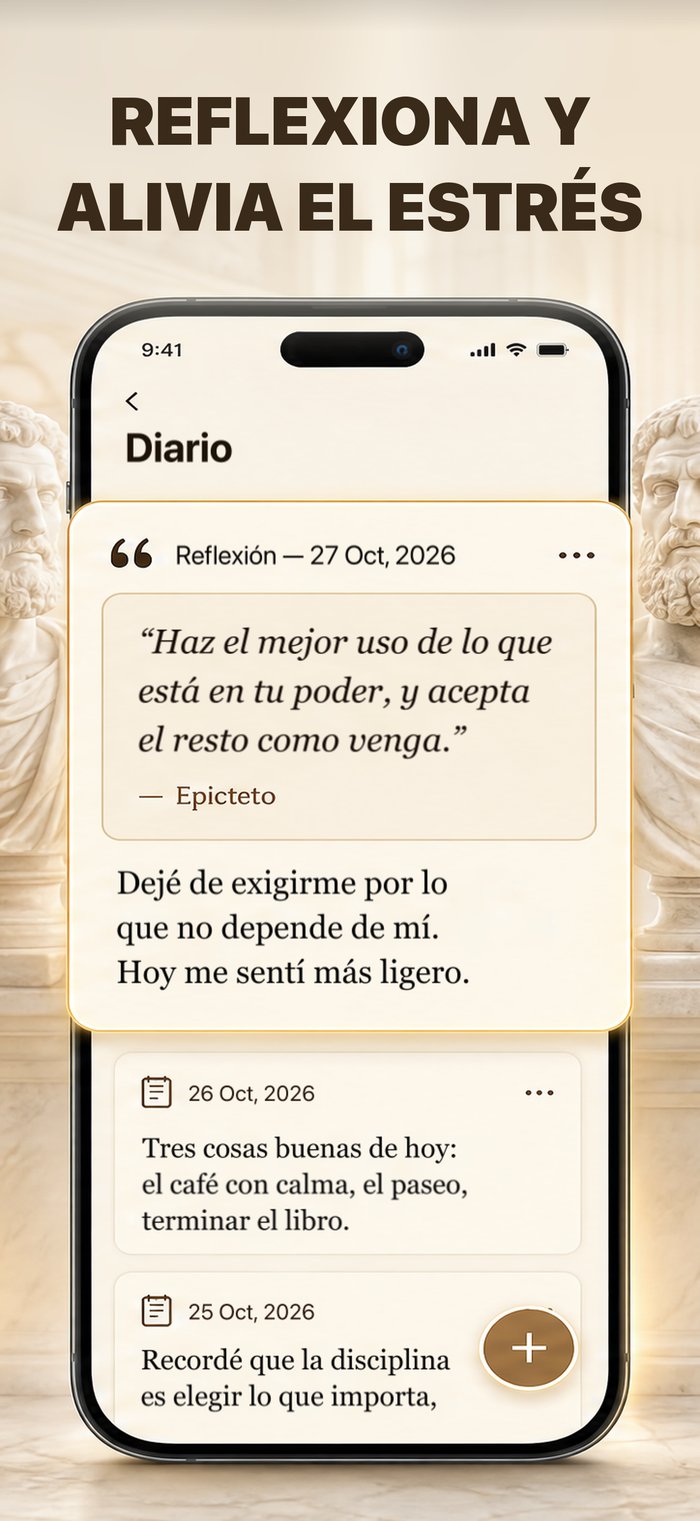 REFLEXIONA Y
ALIVIA EL ESTRÉS
9:41
Diario
Reflexión — 27 Oct, 2026
“Haz el mejor uso de lo que
está en tu poder, y acepta
el resto como venga.”
— Epicteto
Dejé de exigirme por lo
que no depende de mí.
Hoy me sentí más ligero.
26 Oct, 2026
Tres cosas buenas de hoy:
el café con calma, el paseo,
terminar el libro.
25 Oct, 2026
Recordé que la disciplina
es elegir lo que importa,